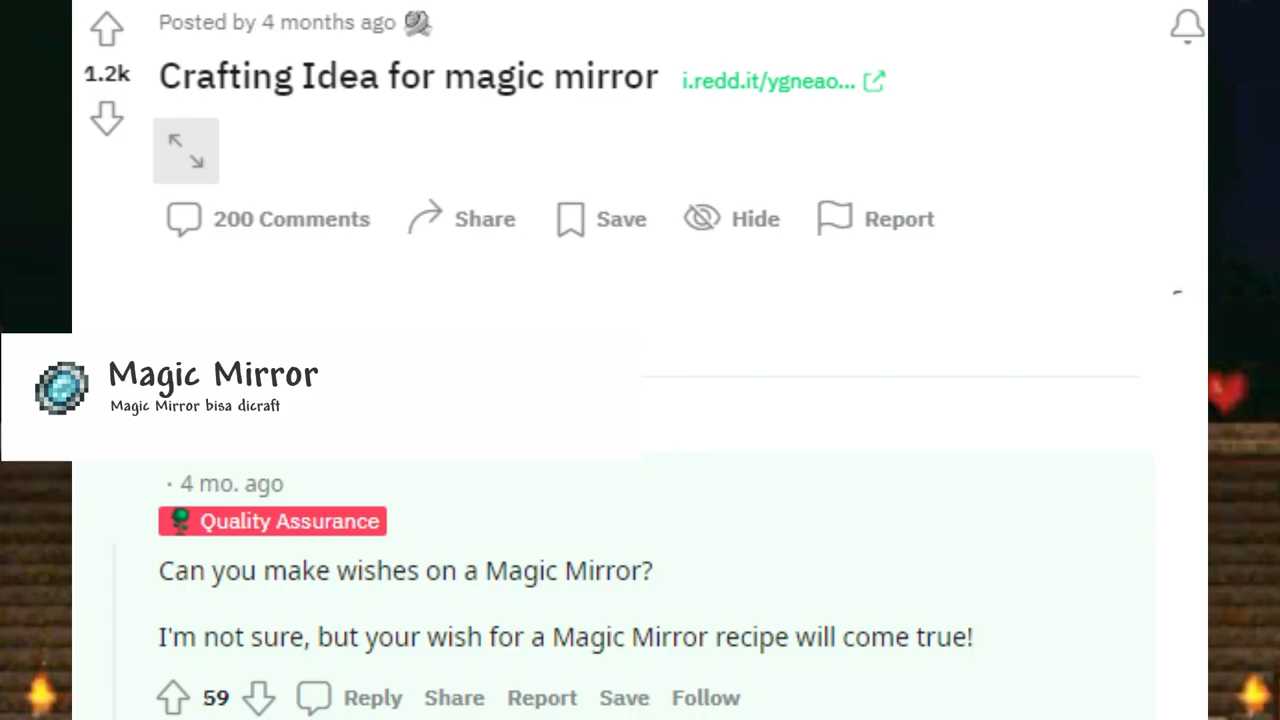 Posted by 4 months ago
1.2k
Crafting Idea for magic mirror i.redd.it/ygneao...
200 Comments Share Save Hide Report
Magic Mirror
Magic Mirror bisa dicraft
· 4 mo. ago
Quality Assurance
Can you make wishes on a Magic Mirror?
I'm not sure, but your wish for a Magic Mirror recipe will come true!
59 Reply Share Report Save Follow